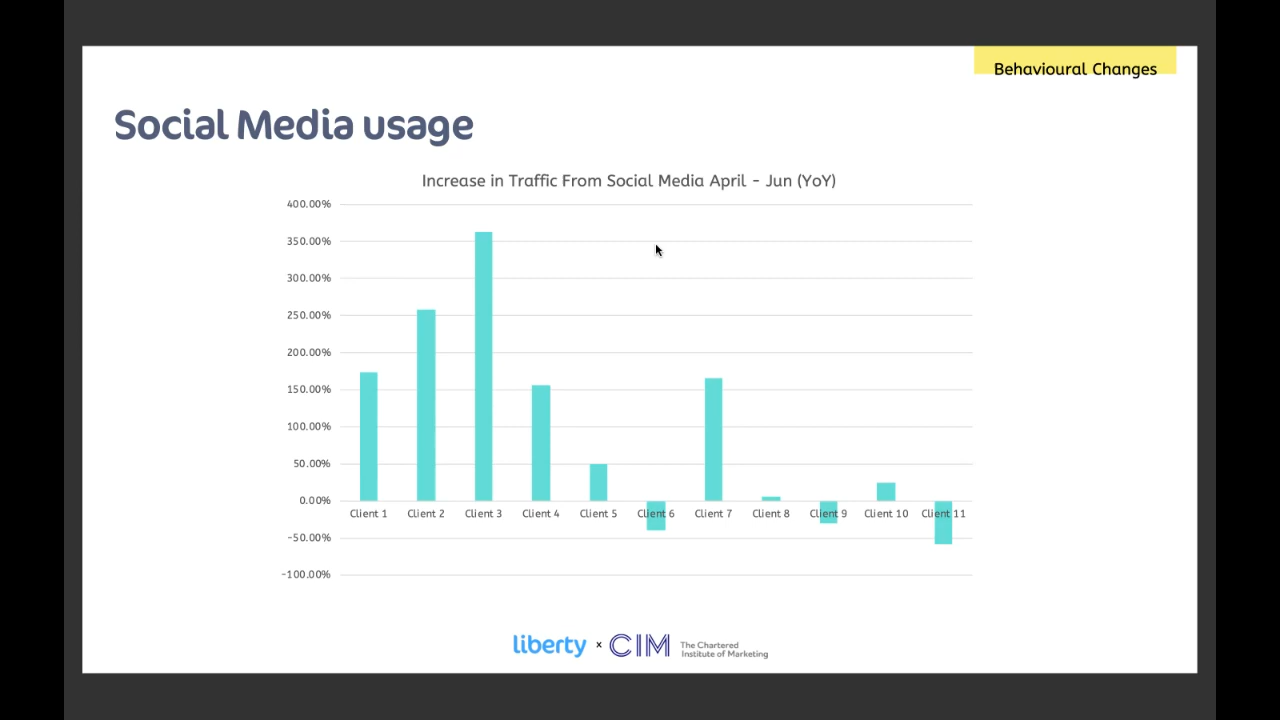 Behavioural Changes
Social Media usage
Increase in Traffic From Social Media April - Jun (YoY)
400.00%
350.00%
300.00%
250.00%
200.00%
150.00%
100.00%
50.00%
0.00%
Client 1 Client 2 Client 3 Client 4 Client 5 Client 6 Client 7 Client 8 Client 9 Client 10 Client 11
-50.00%
-100.00%
liberty x CIM The Chartered
Institute of Marketing